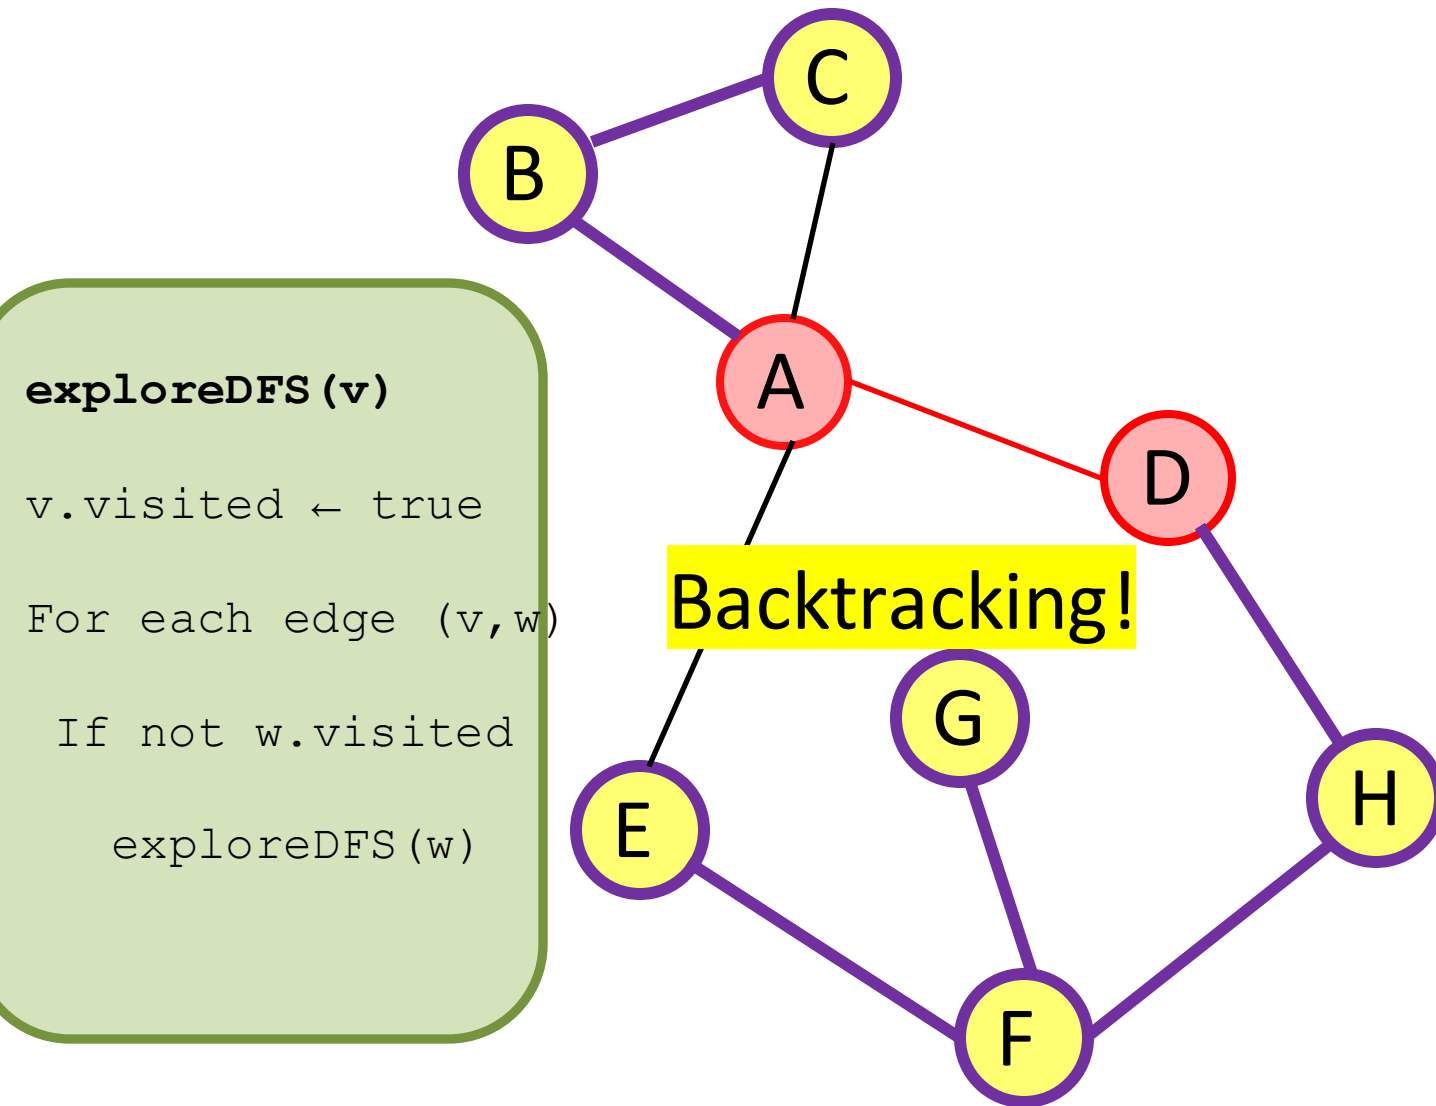 C
B
A
exploreDFS(v)
D
v.visited ← true
Backtracking!
For each edge (v,w)
G
If not w.visited
H
E
exploreDFS(w)
F